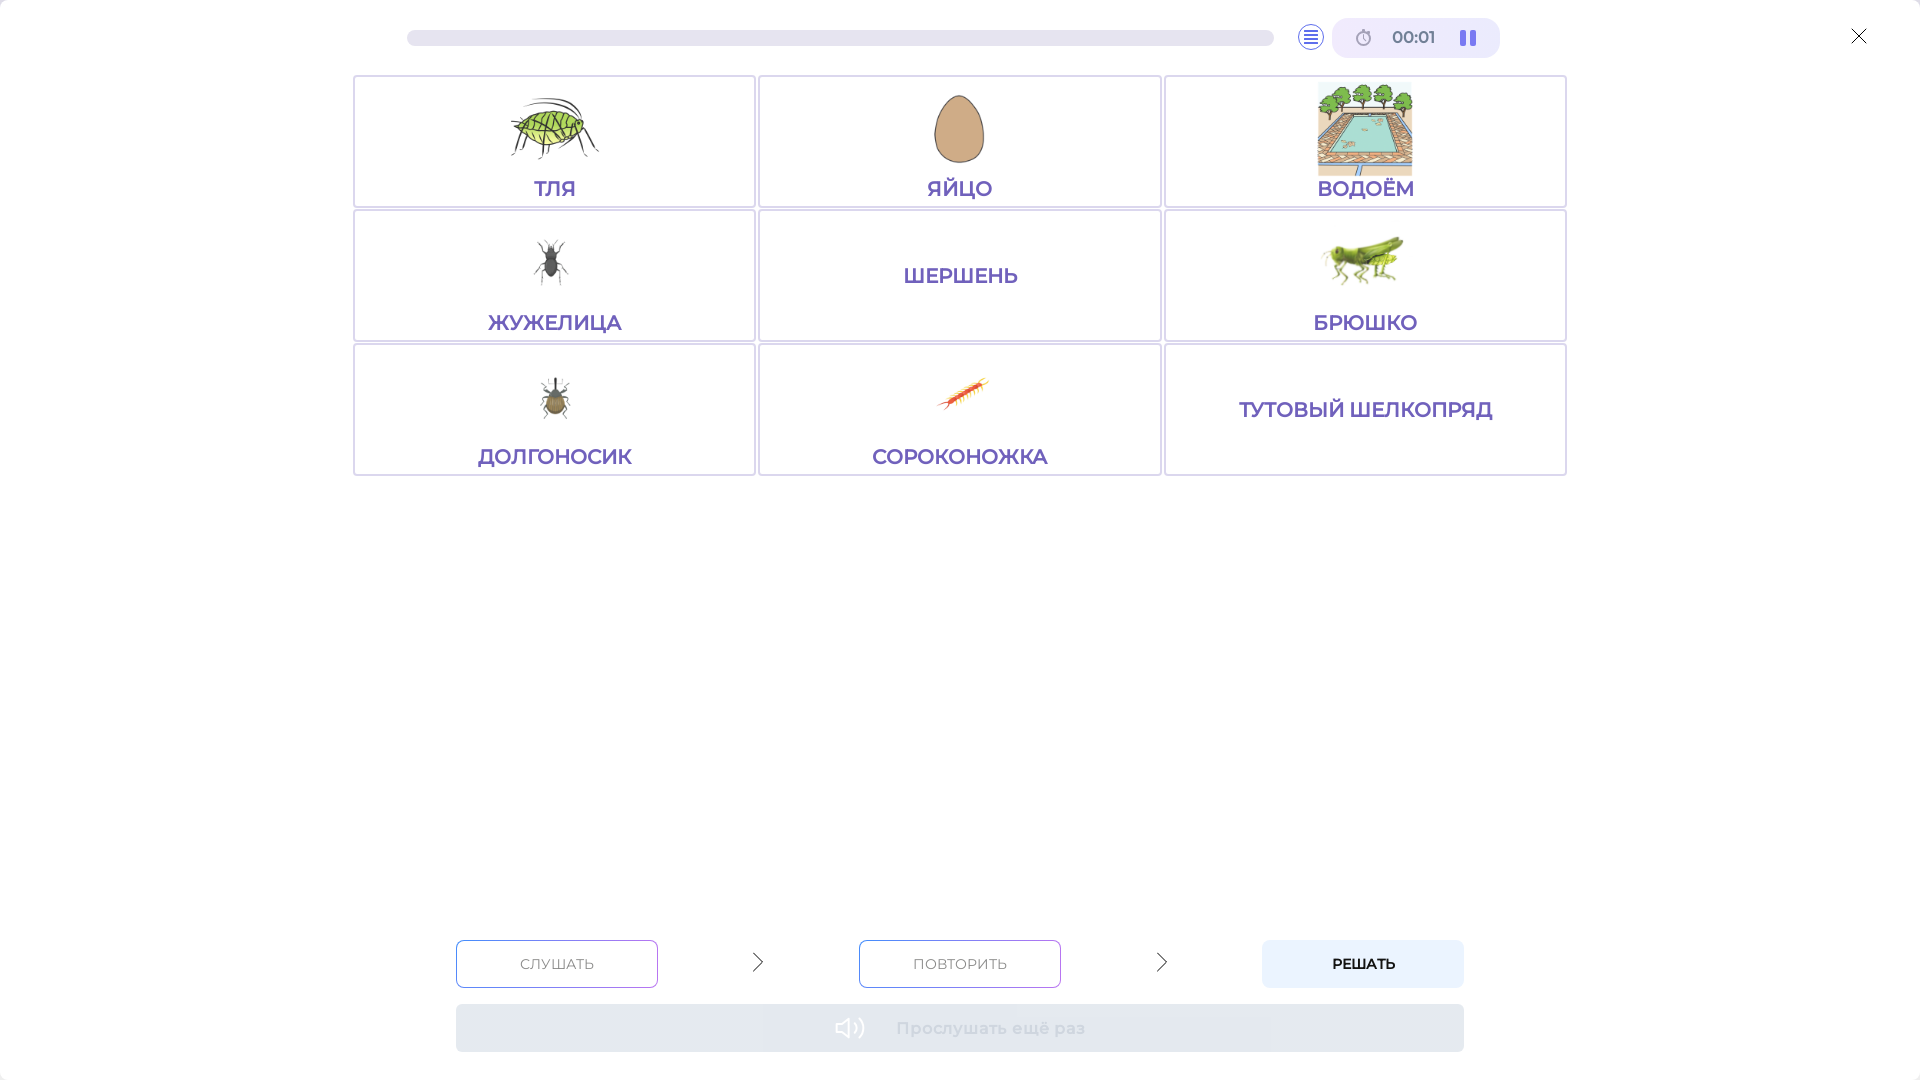 00:01
ТЛЯ
ЯЙЦО
ВОДОЁМ
ЖУЖЕЛИЦА
ШЕРШЕНЬ
БРЮШКО
ДОЛГОНОСИК
СОРОКОНОЖКА
ТУТОВЫЙ ШЕЛКОПРЯД
СЛУШАТЬ
ПОВТОРИТЬ
РЕШАТЬ
Прослушать ещё раз